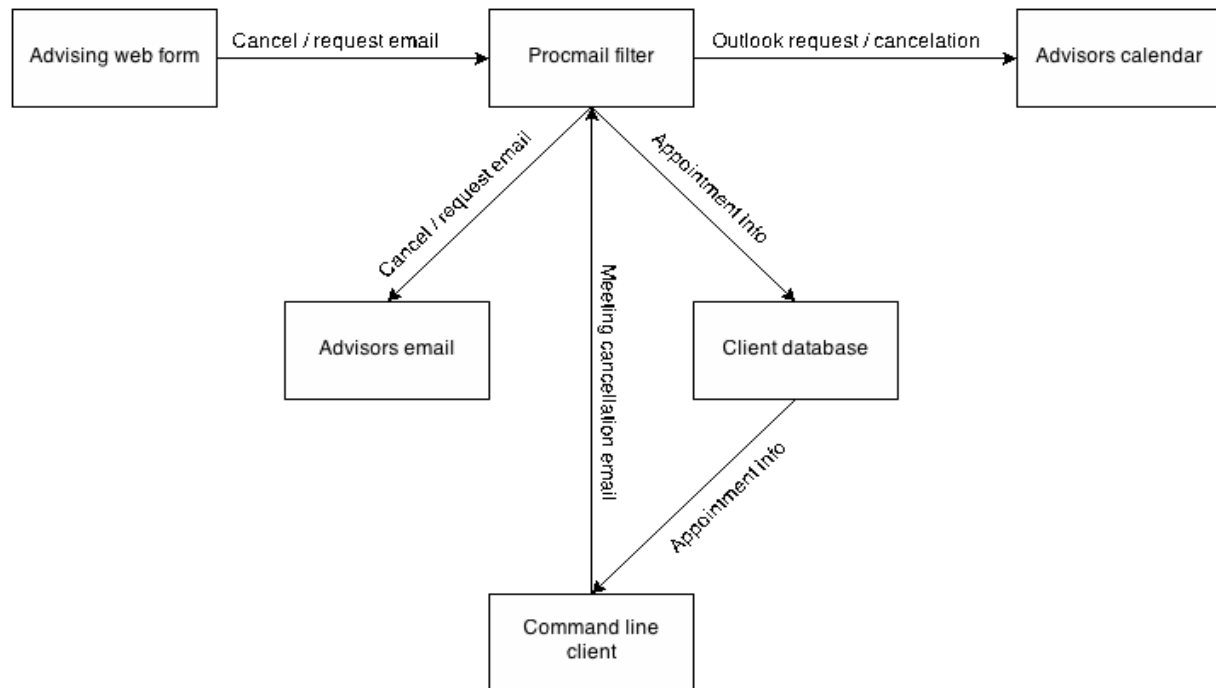 Advising web form
Cancel / request email
Procmail filter
Outlook request / cancelation
Advisors calendar
Cancel / request email
Appointment info
Meeting cancellation email
Advisors email
Client database
Appointment info
Command line
client